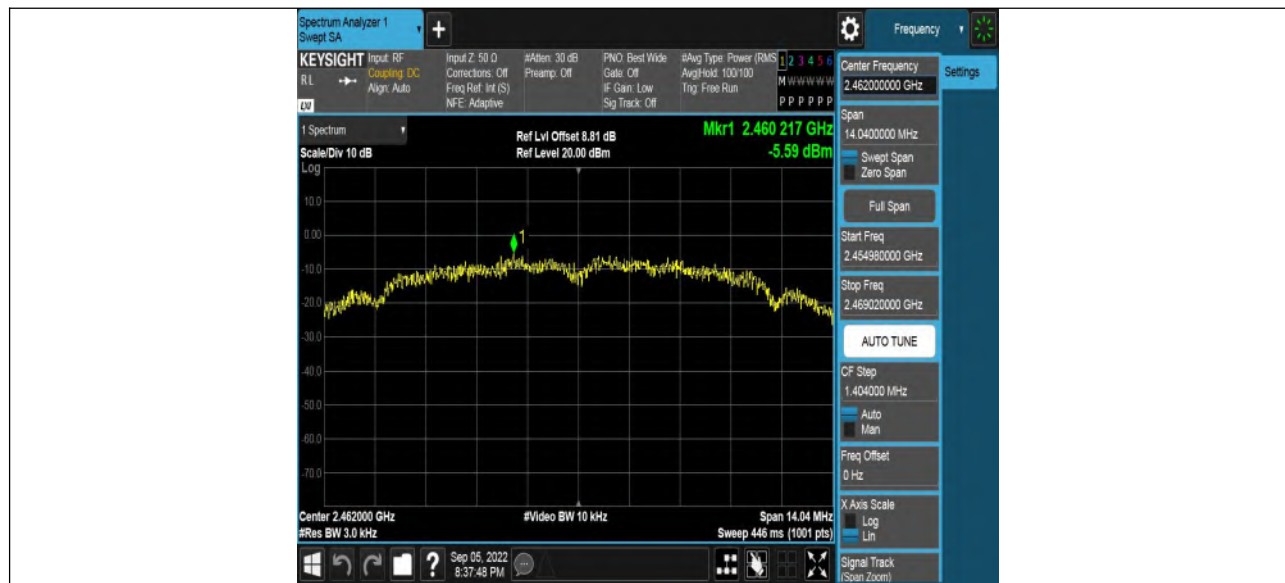 Spectrum Analyzer 1
Swept SA
+
Frequency
KEYSIGHT
RL
LXI
Input: RF
Coupling: DC
Align: Auto
Input Z: 50 Ω
Corrections: Off
Freq Ref: Int (S)
NFE: Adaptive
#Atten: 30 dB
Preamp: Off
PNO: Best Wide
Gate: Off
IF Gain: Low
Sig Track: Off
#Avg Type: Power (RMS
Avg|Hold: 100/100
Trig: Free Run
1 2 3 4 5 6
M W W W W W
P P P P P P
1 Spectrum
Scale/Div 10 dB
Ref Lvl Offset 8.81 dB
Ref Level 20.00 dBm
Mkr1 2.460 217 GHz
-5.59 dBm
Log
10.0
0.00
-10.0
-20.0
-30.0
-40.0
-50.0
-60.0
-70.0
1
Center 2.462000 GHz
#Res BW 3.0 kHz
#Video BW 10 kHz
Span 14.04 MHz
Sweep 446 ms (1001 pts)
Sep 05, 2022
8:37:48 PM
?
Center Frequency
2.462000000 GHz
Settings
Span
14.0400000 MHz
Swept Span
Zero Span
Full Span
Start Freq
2.454980000 GHz
Stop Freq
2.469020000 GHz
AUTO TUNE
CF Step
1.404000 MHz
Auto
Man
Freq Offset
0 Hz
X Axis Scale
Log
Lin
Signal Track
(Span Zoom)